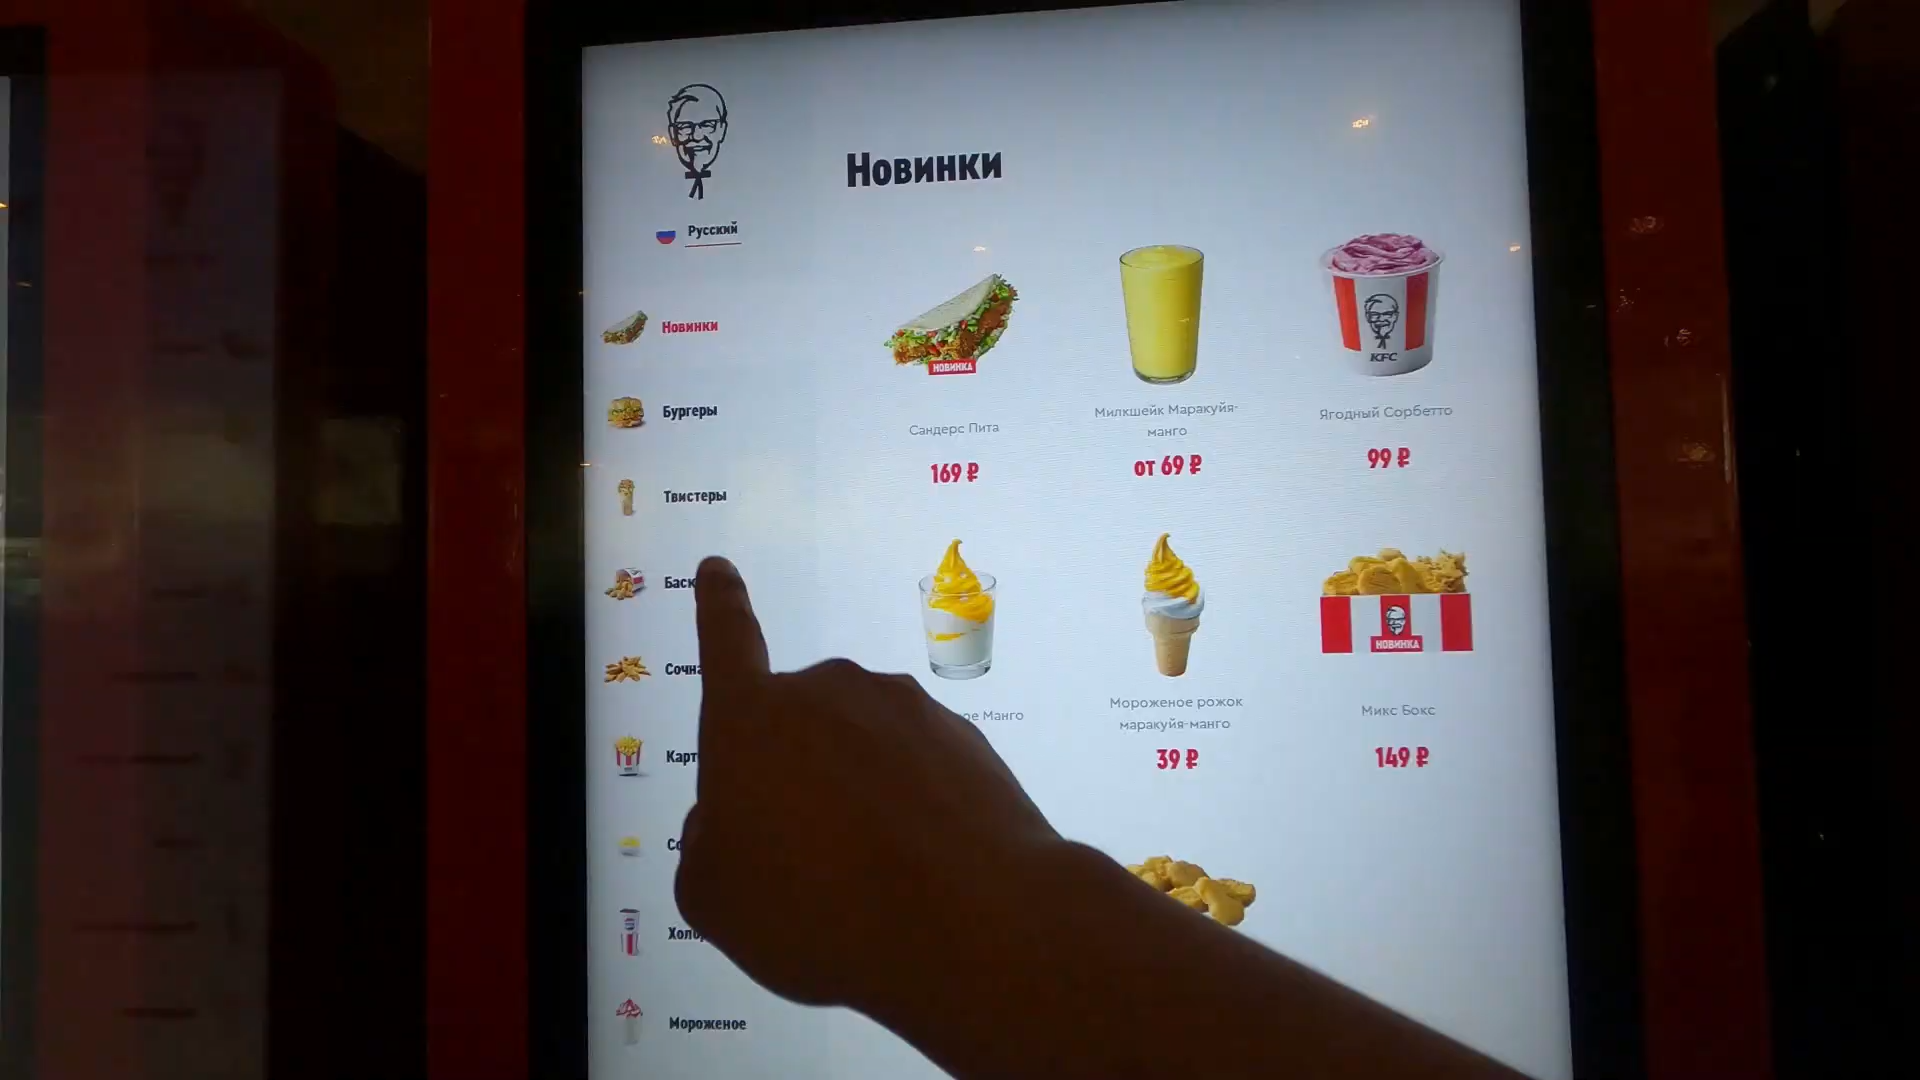 Новинки
Русский
Новинки
Бургеры
Твистеры
Мороженое
НОВИНКА
Сандерс Пита
169 ₽
Милкшейк Маракуйя-
манго
от 69 ₽
KFC
Ягодный Сорбетто
99 ₽
Манго
Мороженое рожок
маракуйя-манго
39 ₽
НОВИНКА
Микс Бокс
149 ₽